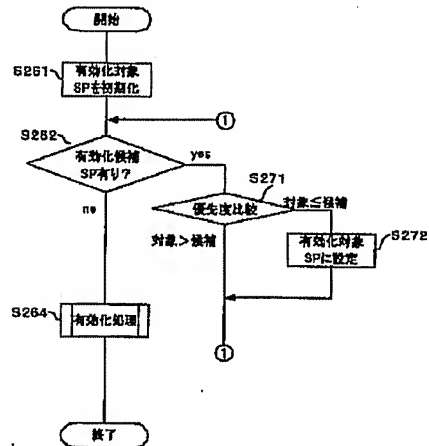 開始
S261
有効化対象
SPを初期化
①
S262
有効化候補
SP有り?
yes
no
S271
優先度比較
対象≦候補
対象>候補
有効化対象
SPに設定
S272
①
S264
有効化処理
終了